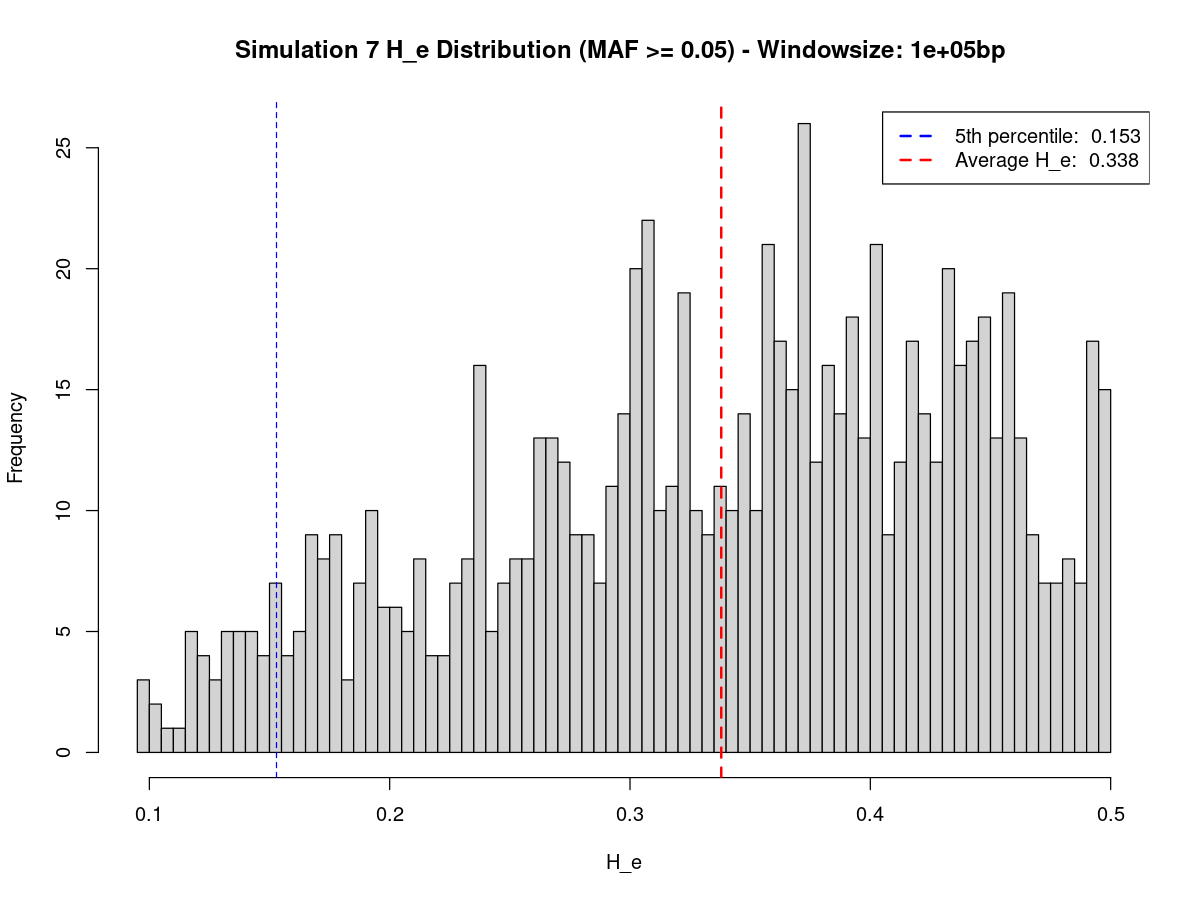 Simulation 7 H_e Distribution (MAF >= 0.05) - Windowsize: 1e+05bp
5th percentile:  0.153
Average H_e:  0.338
Frequency
25
20
15
10
5
0
0.1
0.2
0.3
0.4
0.5
H_e